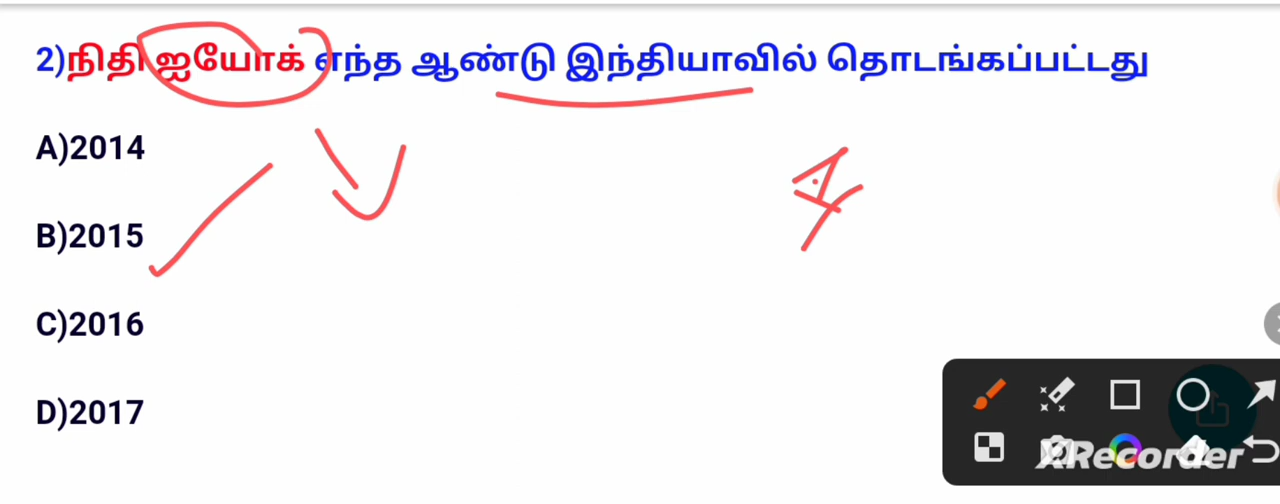 2)நிதி ஐயோக் எந்த ஆண்டு இந்தியாவில் தொடங்கப்பட்டது
A)2014
B)2015
C)2016
D)2017
XRecorder